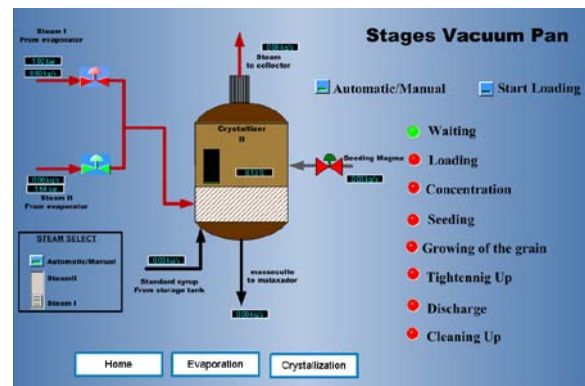 Steam I
From evaporator
Steam
to collector
Stages Vacuum Pan
Automatic/Manual
Start Loading
Crystallizer
II
Seeding Magma
Waiting
Loading
Concentration
Seeding
Growing of the grain
Tightennig Up
Discharge
Cleaning Up
Steam II
From evaporator
STEAM SELECT
Automatic/Manual
SteamII
Steam I
Standard syrup
From storage tank
massecuite
to malaxador
Home
Evaporation
Crystallization